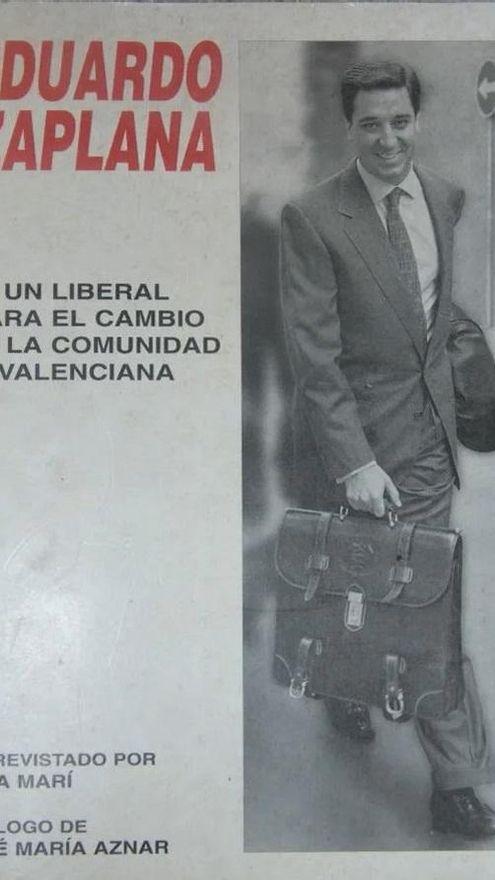 DUARDO
ZAPLANA
UN LIBERAL
ARA EL CAMBIO
LA COMUNIDAD
VALENCIANA
REVISTADO POR
A MARÍ
LOGO DE
É MARÍA AZNAR